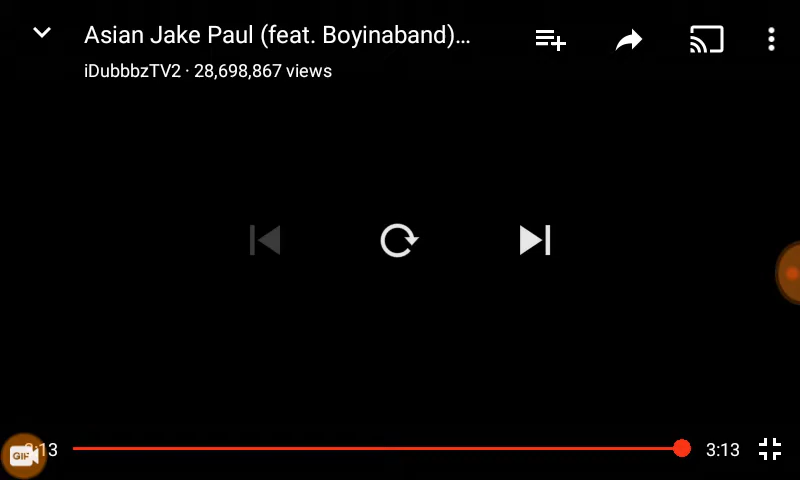 Asian Jake Paul (feat. Boyinaband)...
iDubbbzTV2 · 28,698,867 views
GIF
3:13
3:13